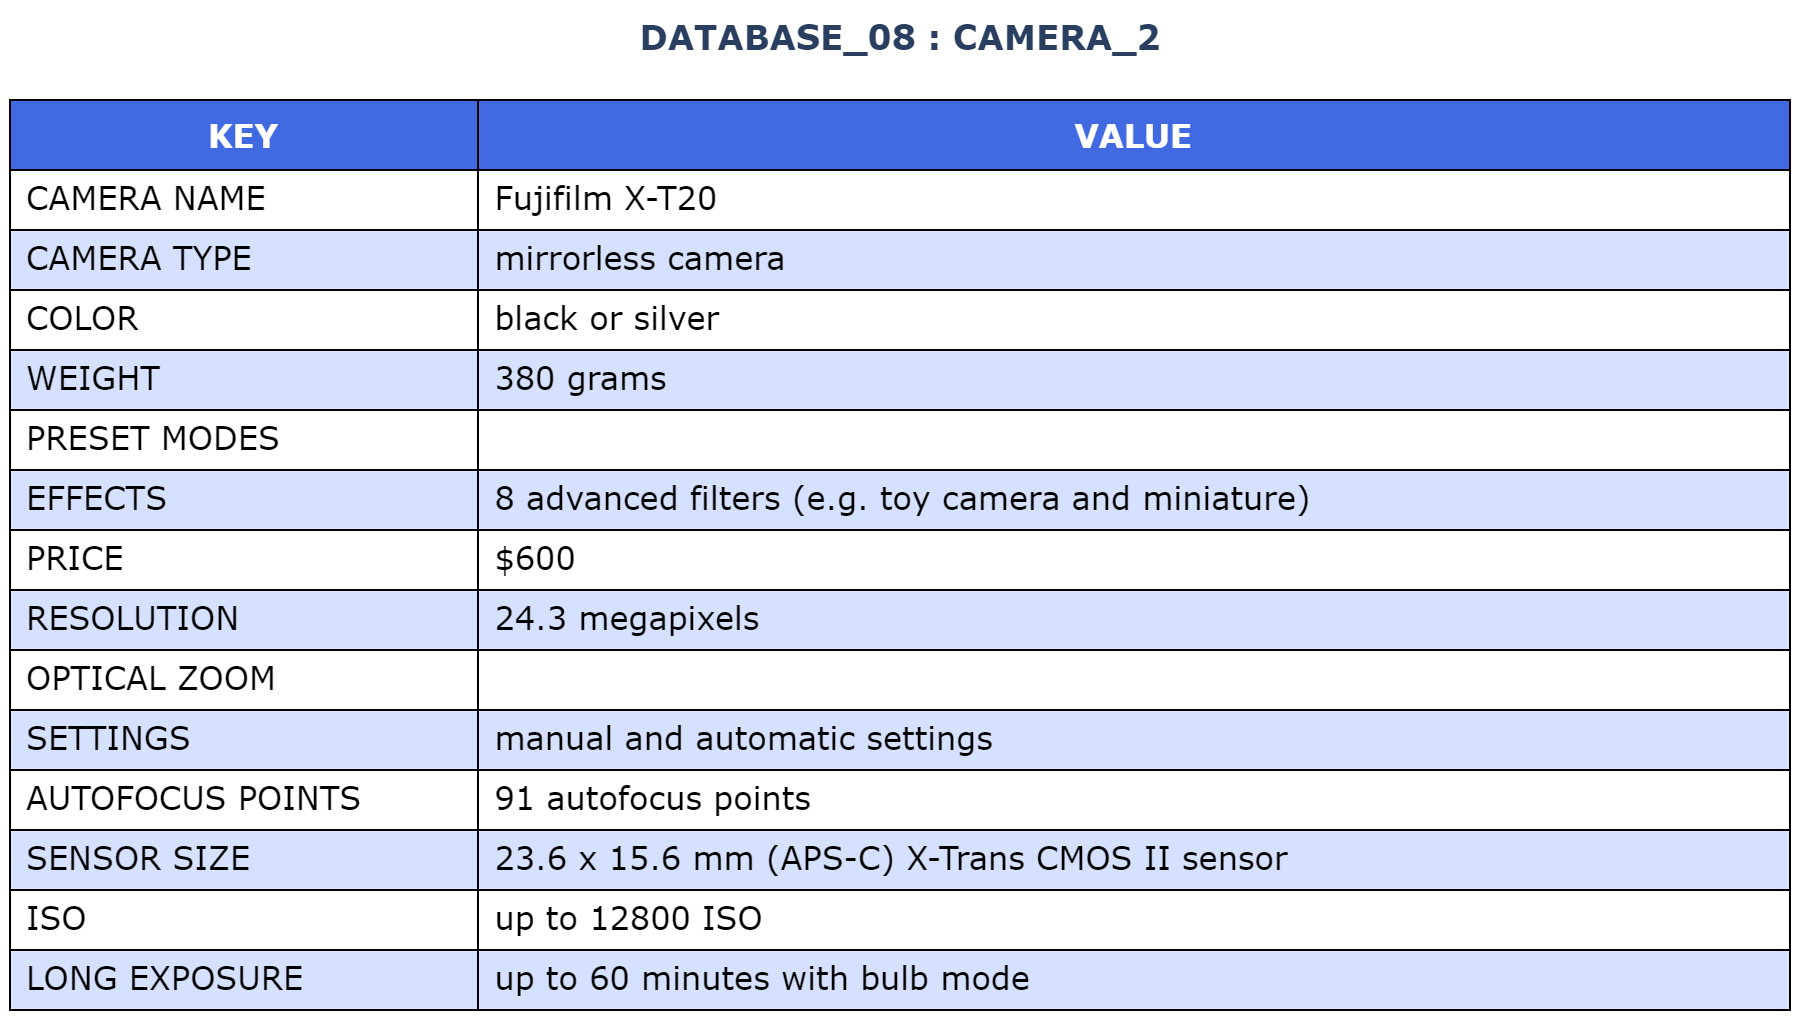 DATABASE_08 : CAMERA_2
KEY VALUE
CAMERA NAME Fujifilm X-T20
CAMERA TYPE mirrorless camera
COLOR black or silver
WEIGHT 380 grams
PRESET MODES
EFFECTS 8 advanced filters (e.g. toy camera and miniature)
PRICE $600
RESOLUTION 24.3 megapixels
OPTICAL ZOOM
SETTINGS manual and automatic settings
AUTOFOCUS POINTS 91 autofocus points
SENSOR SIZE 23.6 x 15.6 mm (APS-C) X-Trans CMOS II sensor
ISO up to 12800 ISO
LONG EXPOSURE up to 60 minutes with bulb mode